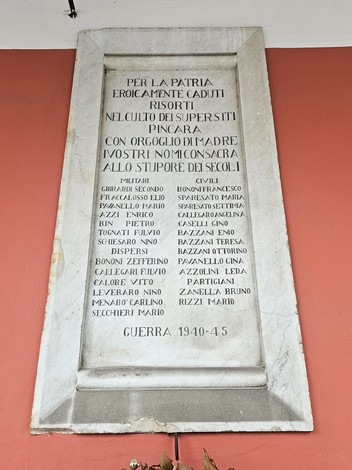 PER LA PATRIA
EROICAMENTE CADUTI
RISORTI
NEL CULTO DEI SUPERSITI
PINCARA
CON ORGOGLIO DI MADRE
I VOSTRI NOMI CONSACRA
ALLO STUPORE DEI SECOLI
MILITARI
GHIRARDI SECONDO
FRACCALOSSO ELIO
PAVANELLO MARIO
AZZI ENRICO
BIN PIETRO
TOGNATI FULVIO
SCHIESARO NINO
DISPERSI
BONONI ZEFFERINO
CALLEGARI FULVIO
CALORE VITO
LEVERARO NINO
MENABO' CARLINO
SECCHIERI MARIO
CIVILI
BONONI FRANCESCO
SPARESATO MARIA
SPARESATO SETTIMA
CALLEGARO ANGELINA
CASELLI GINO
BAZZANI ENIO
BAZZANI TERESA
BAZZANI OTTORINO
PAVANELLO GINA
AZZOLINI LEDA
PARTIGIANI
ZANELLA BRUNO
RIZZI MARIO
GUERRA 1940-45